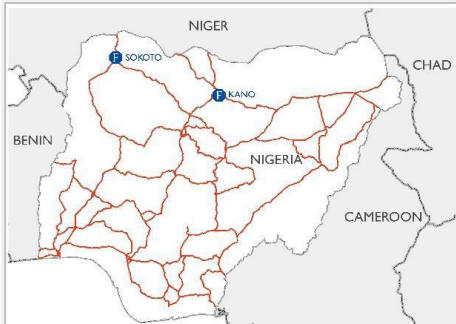 NIGER
F SOKOTO
CHAD
F KANO
BENIN
NIGERIA
CAMEROON